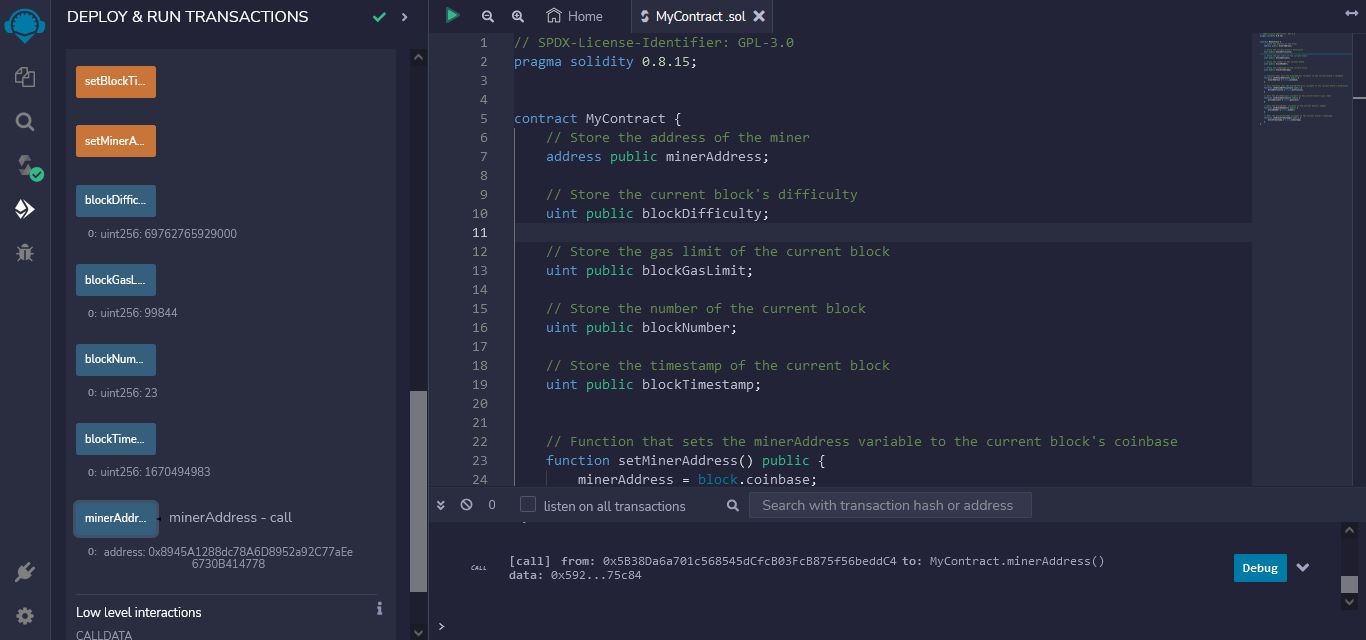 DEPLOY & RUN TRANSACTIONS
setBlockTi...
setMinerA...
blockDiffic...
0: uint256: 69762765929000
blockGasL...
0: uint256: 99844
blockNum...
0: uint256: 23
blockTime...
0: uint256: 1670494983
minerAddr...
minerAddress - call
0: address: 0x8945A1288dc78A6D8952a92C77aEe
6730B414778
Low level interactions
i
CALLDATA
Home
MyContract .sol
1 // SPDX-License-Identifier: GPL-3.0
2 pragma solidity 0.8.15;
3
4
5 contract MyContract {
6 // Store the address of the miner
7 address public minerAddress;
8
9 // Store the current block's difficulty
10 uint public blockDifficulty;
11
12 // Store the gas limit of the current block
13 uint public blockGasLimit;
14
15 // Store the number of the current block
16 uint public blockNumber;
17
18 // Store the timestamp of the current block
19 uint public blockTimestamp;
20
21
22 // Function that sets the minerAddress variable to the current block's coinbase
23 function setMinerAddress() public {
24 minerAddress = block.coinbase;
0
listen on all transactions
Search with transaction hash or address
CALL
[call] from: 0x5B38Da6a701c568545dCfcB03FcB875f56beddC4 to: MyContract.minerAddress()
data: 0x592...75c84
Debug
>